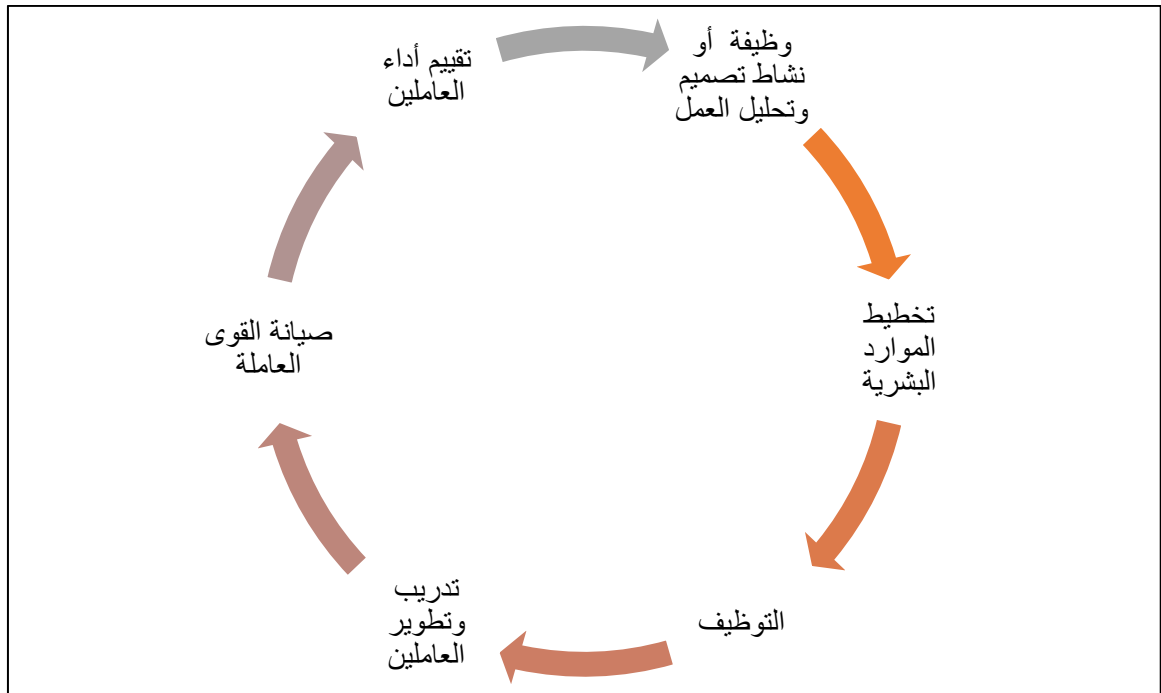 وظيفة أو
نشاط تصميم
وتحليل العمل
تخطيط
الموارد
البشرية
التوظيف
تدريب
وتطوير
العاملين
صيانة القوى
العاملة
تقييم أداء
العاملين